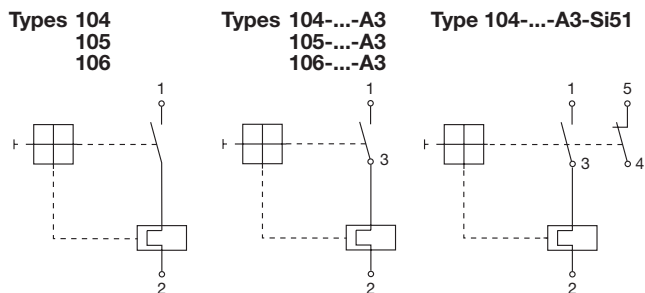 Types 104 Types 104-...-A3 Type 104-...-A3-Si51
105 105-...-A3
106 106-...-A3
1 1 1 5
3 3 4
2 2 2